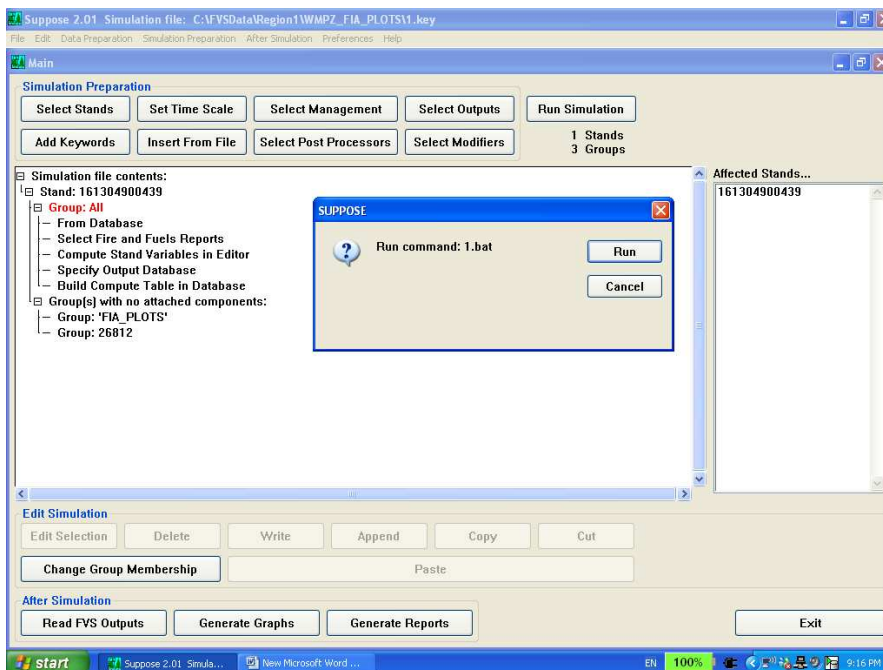 Suppose 2.01 Simulation file: C:\FVSData\Region1\WMPZ_FIA_PLOTS\1.key
File Edit Data Preparation Simulation Preparation After Simulation Preferences Help
Main
Simulation Preparation
Select Stands Set Time Scale Select Management Select Outputs Run Simulation
Add Keywords Insert From File Select Post Processors Select Modifiers
1 Stands
3 Groups
Simulation file contents:
Stand: 161304900439
Group: All
From Database
Select Fire and Fuels Reports
Compute Stand Variables in Editor
Specify Output Database
Build Compute Table in Database
Group(s) with no attached components:
Group: 'FIA_PLOTS'
Group: 26812
SUPPOSE
Run command: 1.bat
Run
Cancel
Affected Stands...
161304900439
Edit Simulation
Edit Selection Delete Write Append Copy Cut
Change Group Membership Paste
After Simulation
Read FVS Outputs Generate Graphs Generate Reports Exit
start Suppose 2.01 Simula... New Microsoft Word ... EN 100% 9:16 PM